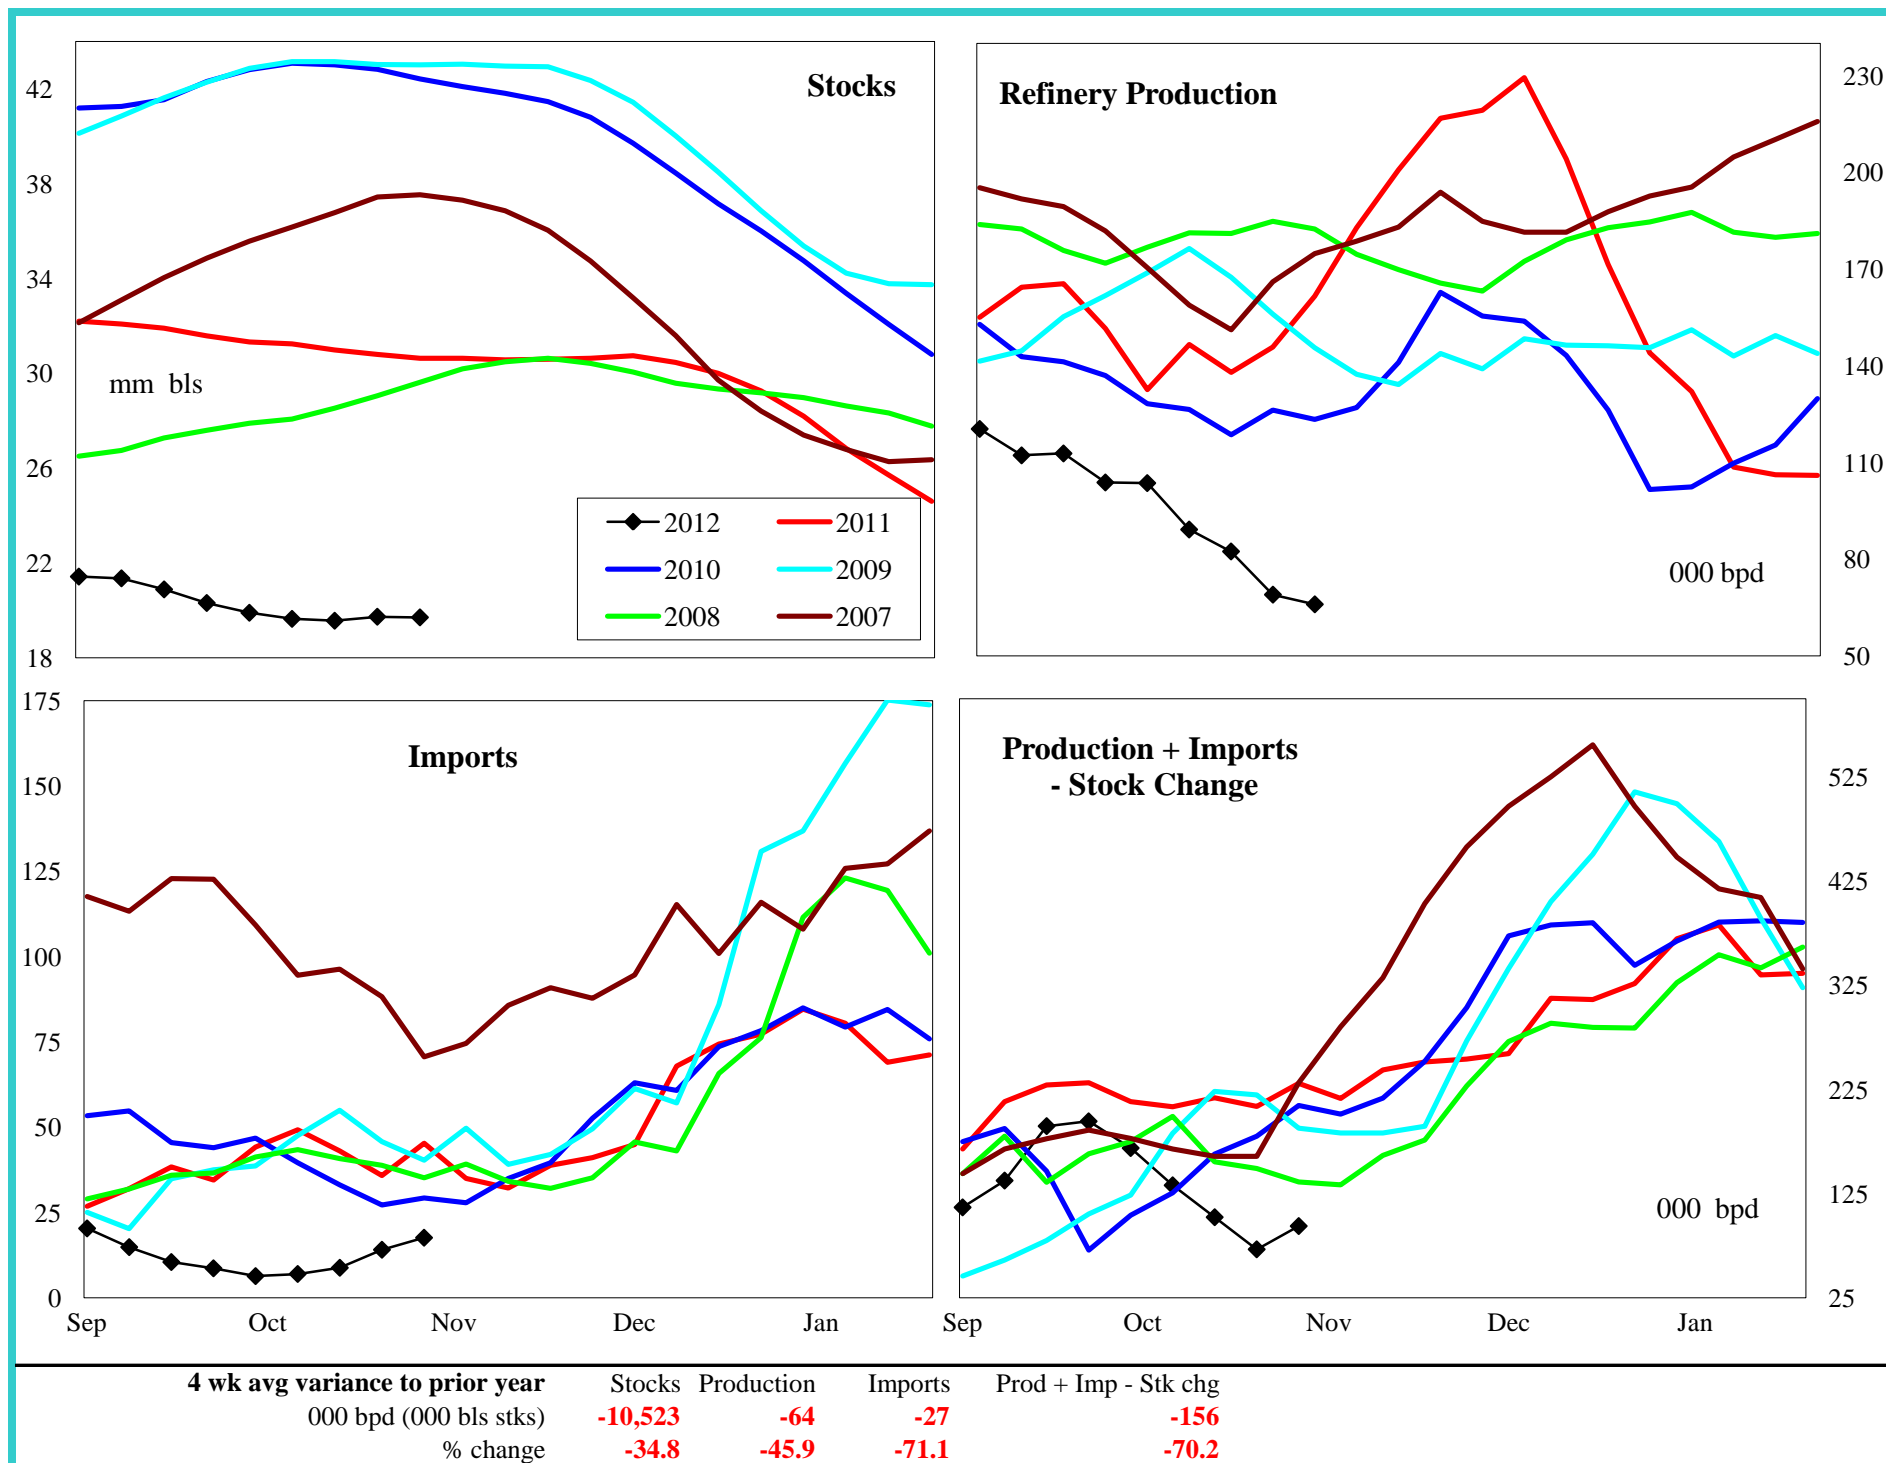 Stocks
42
38
34
30
26
22
18
mm bls
2012
2011
2010
2009
2008
2007
Refinery Production
230
200
170
140
110
80
50
000 bpd
Imports
175
150
125
100
75
50
25
0
Sep Oct Nov Dec Jan
Production + Imports
- Stock Change
525
425
325
225
125
25
000 bpd
Sep Oct Nov Dec Jan
4 wk avg variance to prior year Stocks Production Imports Prod + Imp - Stk chg
000 bpd (000 bls stks) -10,523 -64 -27 -156
% change -34.8 -45.9 -71.1 -70.2